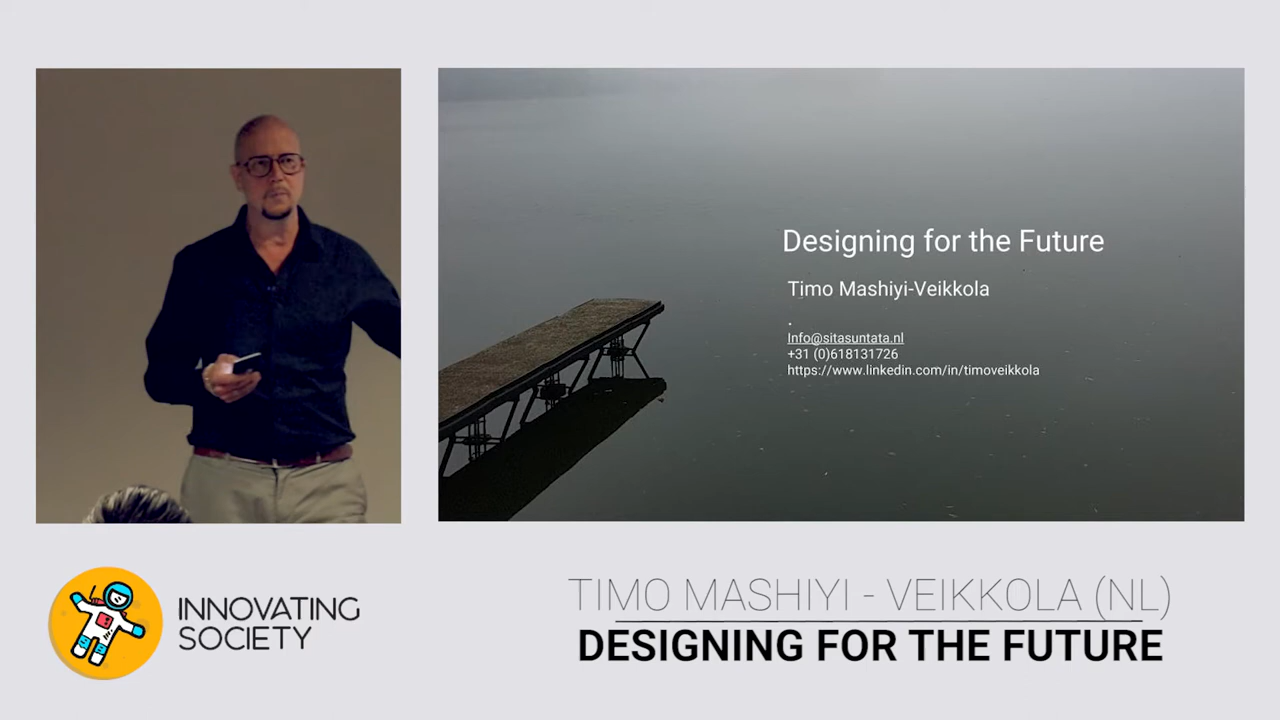 Designing for the Future
Timo Mashiyi-Veikkola
.
Info@sitasuntata.nl
+31 (0)618131726
https://www.linkedin.com/in/timoveikkola
INNOVATING
SOCIETY
TIMO MASHIYI - VEIKKOLA (NL)
DESIGNING FOR THE FUTURE